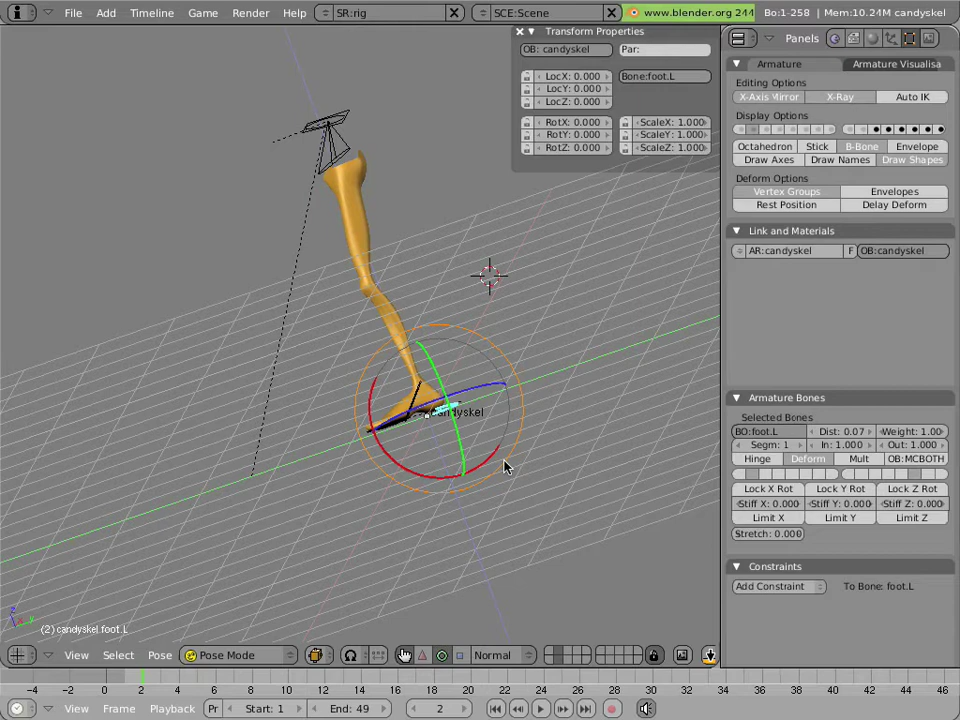 File Add Timeline Game Render Help SR:rig SCE:Scene www.blender.org 244 Bo:1-258 | Mem:10.24M candyskel
Transform Properties
OB: candyskel Par:
LocX: 0.000 Bone:foot.L
LocY: 0.000
LocZ: 0.000
RotX: 0.000 ScaleX: 1.000
RotY: 0.000 ScaleY: 1.000
RotZ: 0.000 ScaleZ: 1.000
Panels
Armature Armature Visualisa
Editing Options
X-Axis Mirror X-Ray Auto IK
Display Options
Octahedron Stick B-Bone Envelope
Draw Axes Draw Names Draw Shapes
Deform Options
Vertex Groups Envelopes
Rest Position Delay Deform
Link and Materials
AR:candyskel F OB:candyskel
Armature Bones
Selected Bones
BO:foot.L Dist: 0.07 Weight: 1.00
Segm: 1 In: 1.000 Out: 1.000
Hinge Deform Mult OB:MCBOTH
Lock X Rot Lock Y Rot Lock Z Rot
Stiff X: 0.000 Stiff Y: 0.000 Stiff Z: 0.000
Limit X Limit Y Limit Z
Stretch: 0.000
Constraints
Add Constraint To Bone: foot.L
candyskel
z
x y
(2) candyskel foot.L
View Select Pose Pose Mode Normal
-4 -2 0 2 4 6 8 10 12 14 16 18 20 22 24 26 28 30 32 34 36 38 40 42 44 46
View Frame Playback Pr Start: 1 End: 49 2